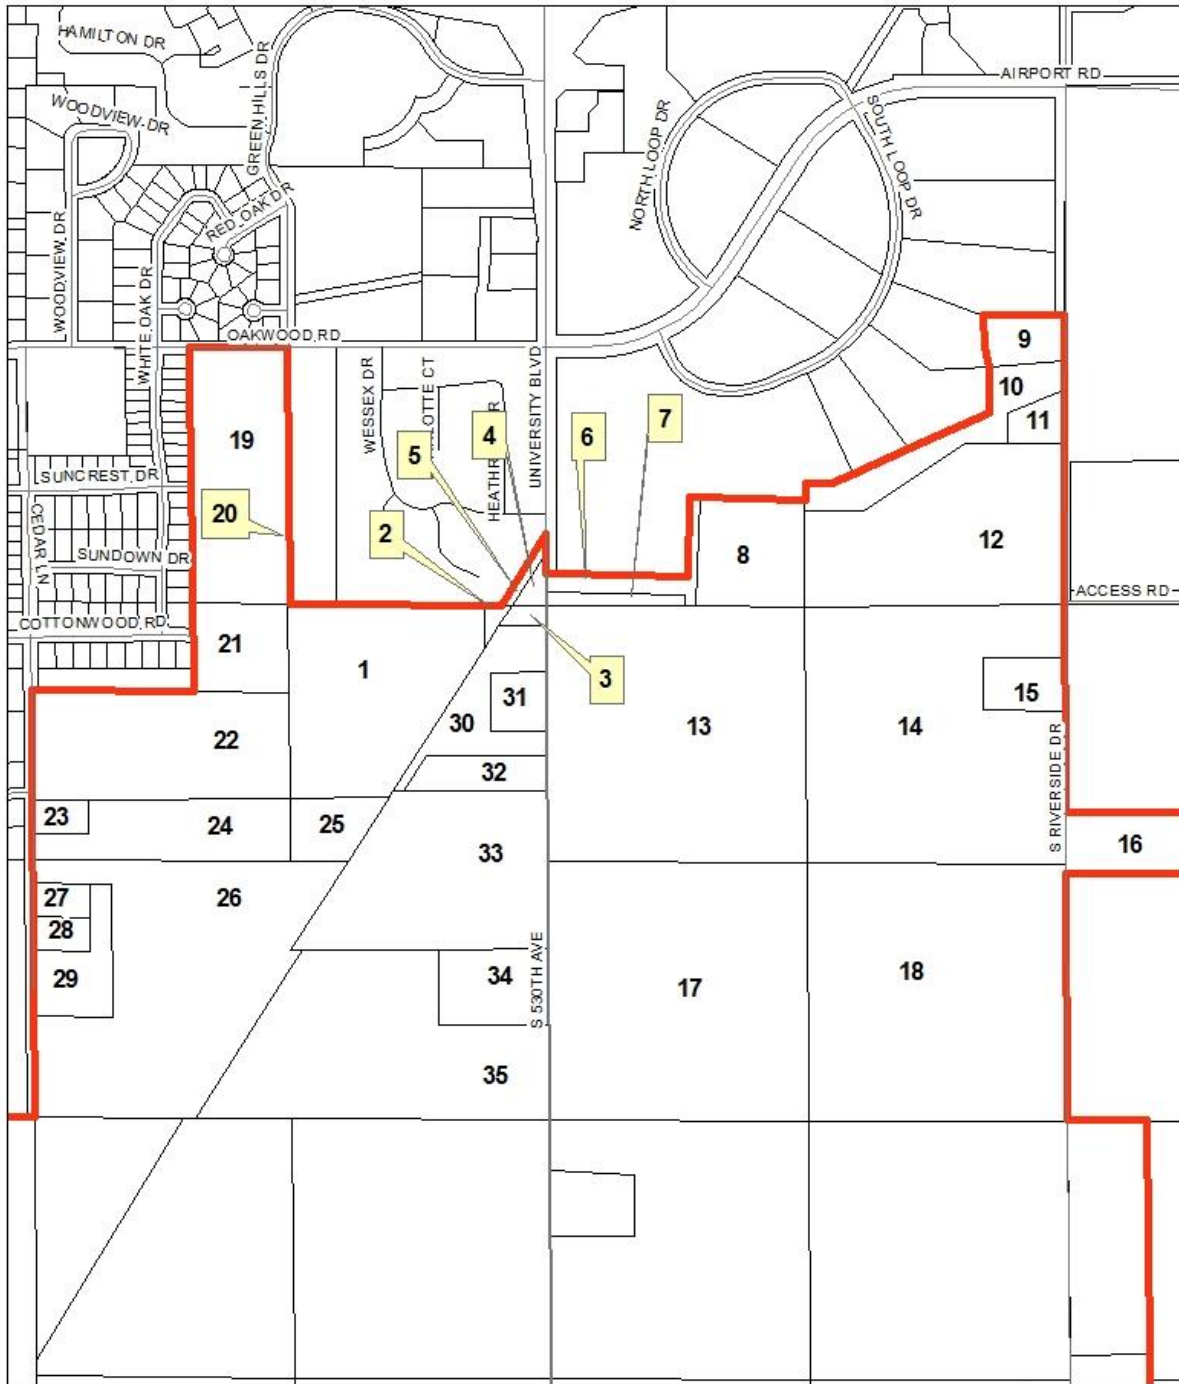 HAMILTON DR
WOODVIEW DR
GREEN HILLS DR
AIRPORT RD
NORTH LOOP DR
SOUTH LOOP DR
RED OAK DR
WOODVIEW DR
WHITE OAK DR
OAKWOOD RD
UNIVERSITY BLVD
WESSEX DR
OTTE CT
HEATHR
R
9
10
11
19
4
6
7
5
SUNCREST DR
CEDAR LN
20
2
8
12
SUNDOWN DR
ACCESS RD
COTTONWOOD RD
21
1
3
31
15
30
13
14
22
32
S RIVERSIDE DR
23
24
25
33
16
27
26
28
29
34
S 530TH AVE
17
18
35